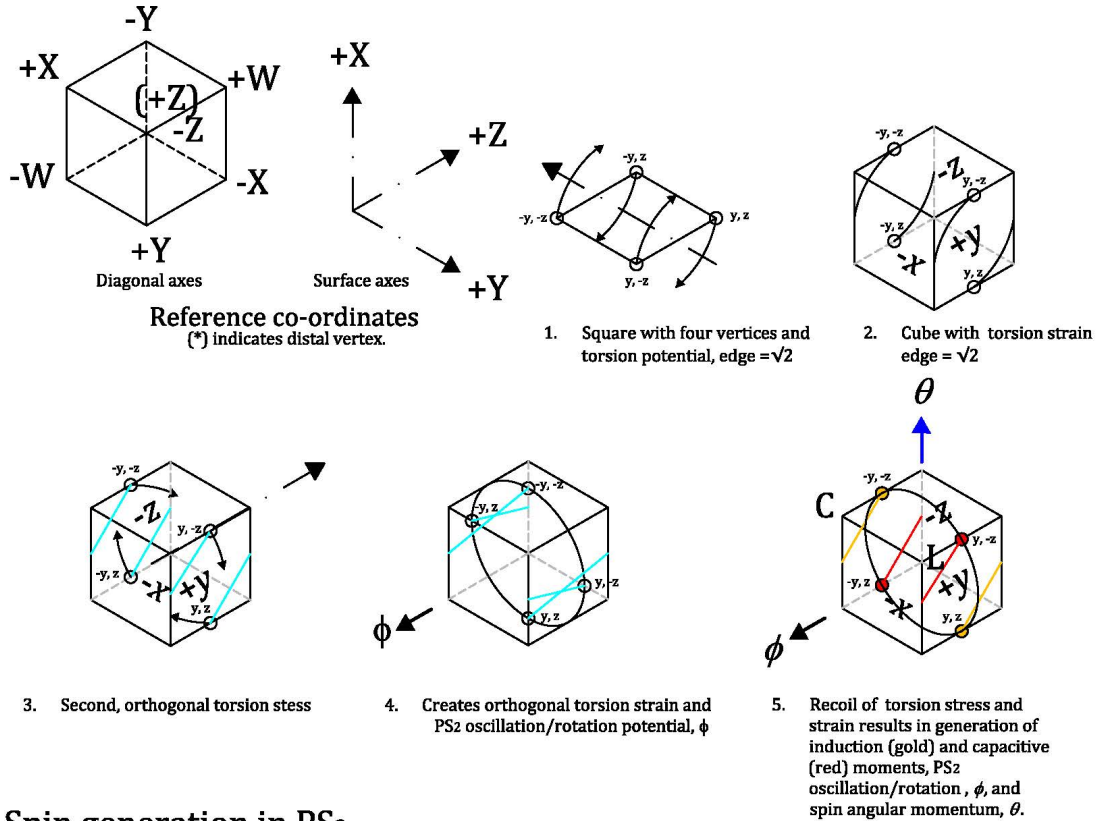 -Y
+X
+W
(+Z)
-Z
-W
-X
+Y
Diagonal axes
+X
+Z
+Y
Surface axes
Reference co-ordinates
(*) indicates distal vertex.
-y, z
-y, -z
y, z
y, -z
1. Square with four vertices and
torsion potential, edge =√2
-y, -z
-z
y, -z
-y, z
+y
-x
y, z
2. Cube with torsion strain
edge = √2
-y, -z
-z
y, -z
-y, z
-x
+y
y, z
3. Second, orthogonal torsion stess
-y, -z
-y, z
y, -z
y, z
ϕ
4. Creates orthogonal torsion strain and
PS2 oscillation/rotation potential, ϕ
θ
-y, -z
C
-z
y, -z
L
-y, z
+y
-x
y, z
ϕ
5. Recoil of torsion stress and
strain results in generation of
induction (gold) and capacitive
(red) moments, PS2
oscillation/rotation , ϕ, and
spin angular momentum, θ.
Spin generation in PS2